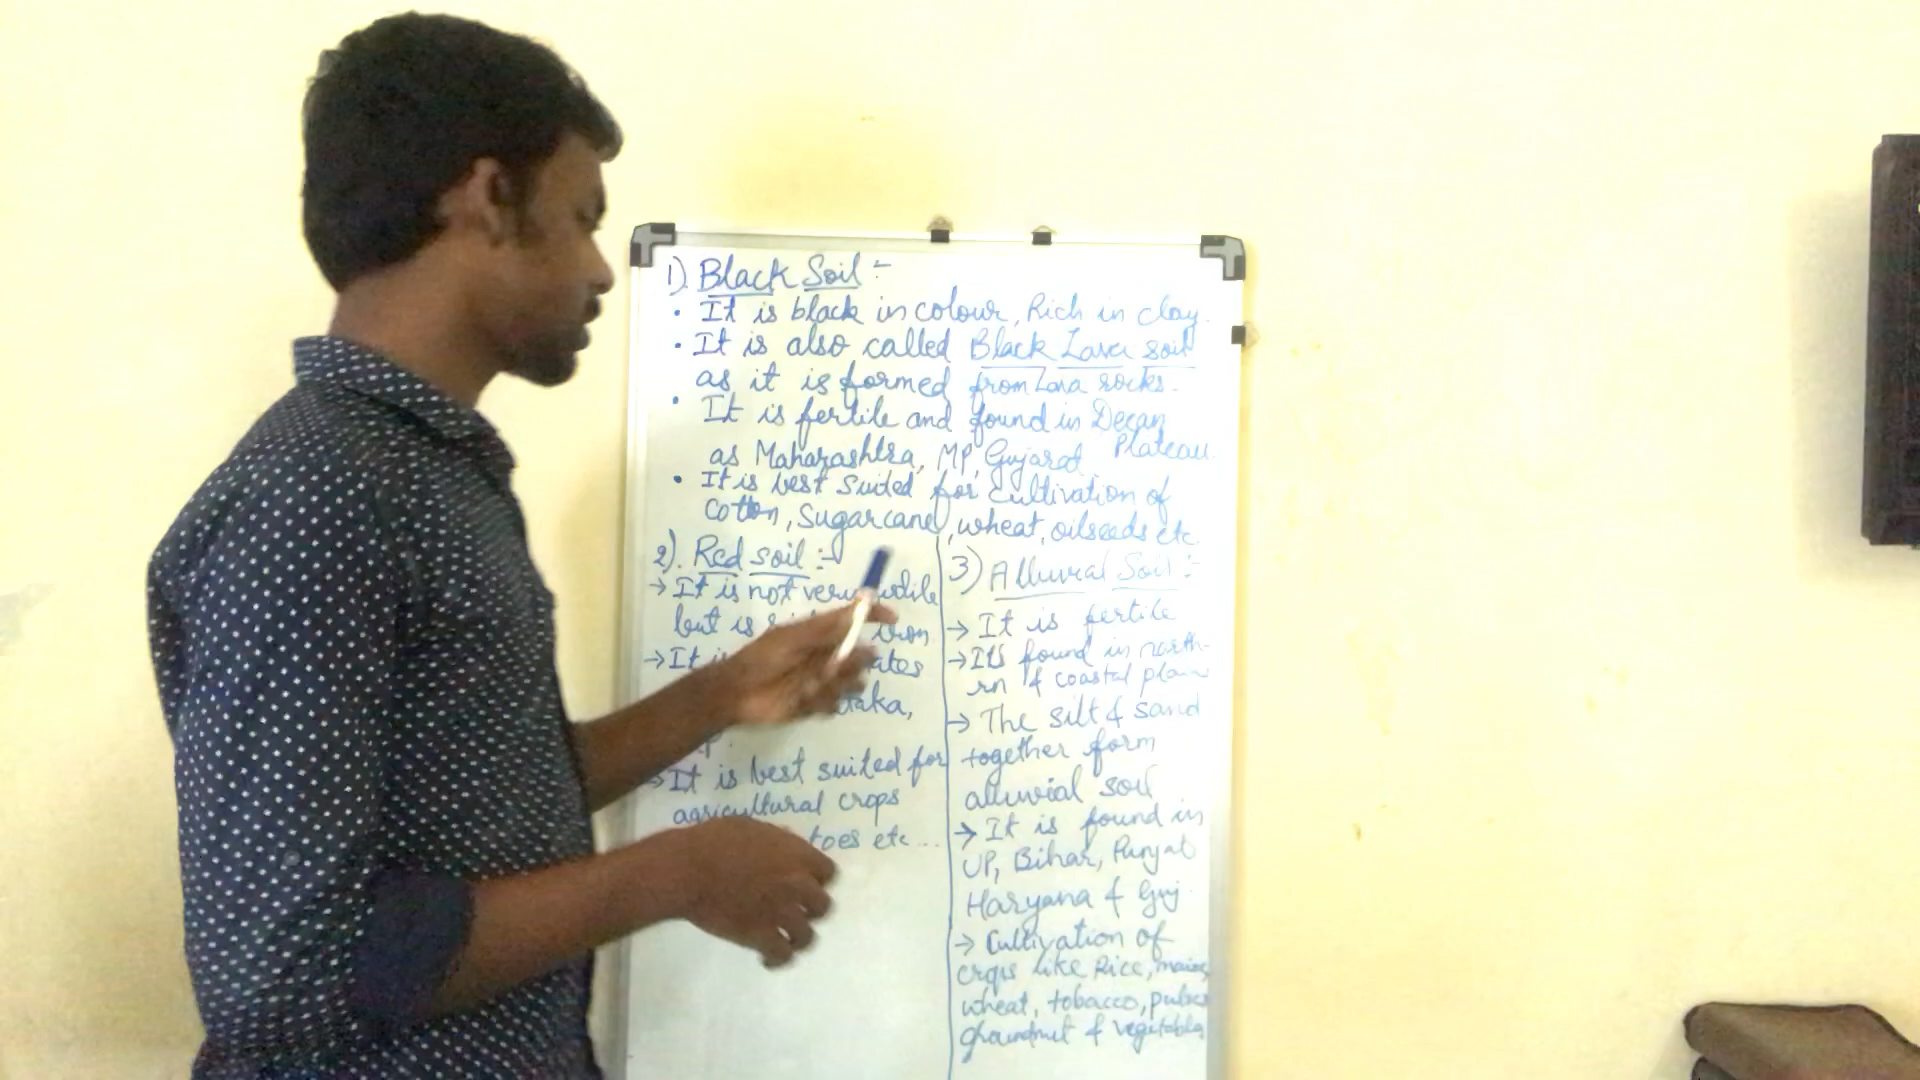 1). Black Soil :-
• It is black in colour, Rich in clay.
• It is also called Black Lava soil
as it is formed from Lava rocks.
• It is fertile and found in Decan
Plateau.
as Maharashtra, MP, Gujarat
• It is best suited for cultivation of
cotton, sugarcane, wheat, oilseeds etc.
2). Red soil :-
→ It is not very
but is iron
→ It
→ It is best suited for
agricultural crops
etc...
3) Alluvial Soil :-
→ It is fertile
→ Its found in north-
rn & coastal plain
→ The silt & sand
together form
alluvial soil
→ It is found in
UP, Bihar, Punjab
Haryana & Guj.
→ Cultivation of
crops like Rice,
wheat, tobacco,
groundnut &